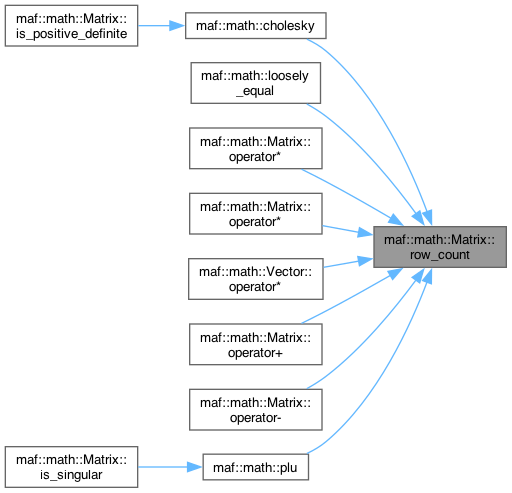 maf::math::Matrix::
is_positive_definite
maf::math::cholesky
maf::math::loosely
_equal
maf::math::Matrix::
operator*
maf::math::Matrix::
operator*
maf::math::Matrix::
row_count
maf::math::Vector::
operator*
maf::math::Matrix::
operator+
maf::math::Matrix::
operator-
maf::math::Matrix::
is_singular
maf::math::plu